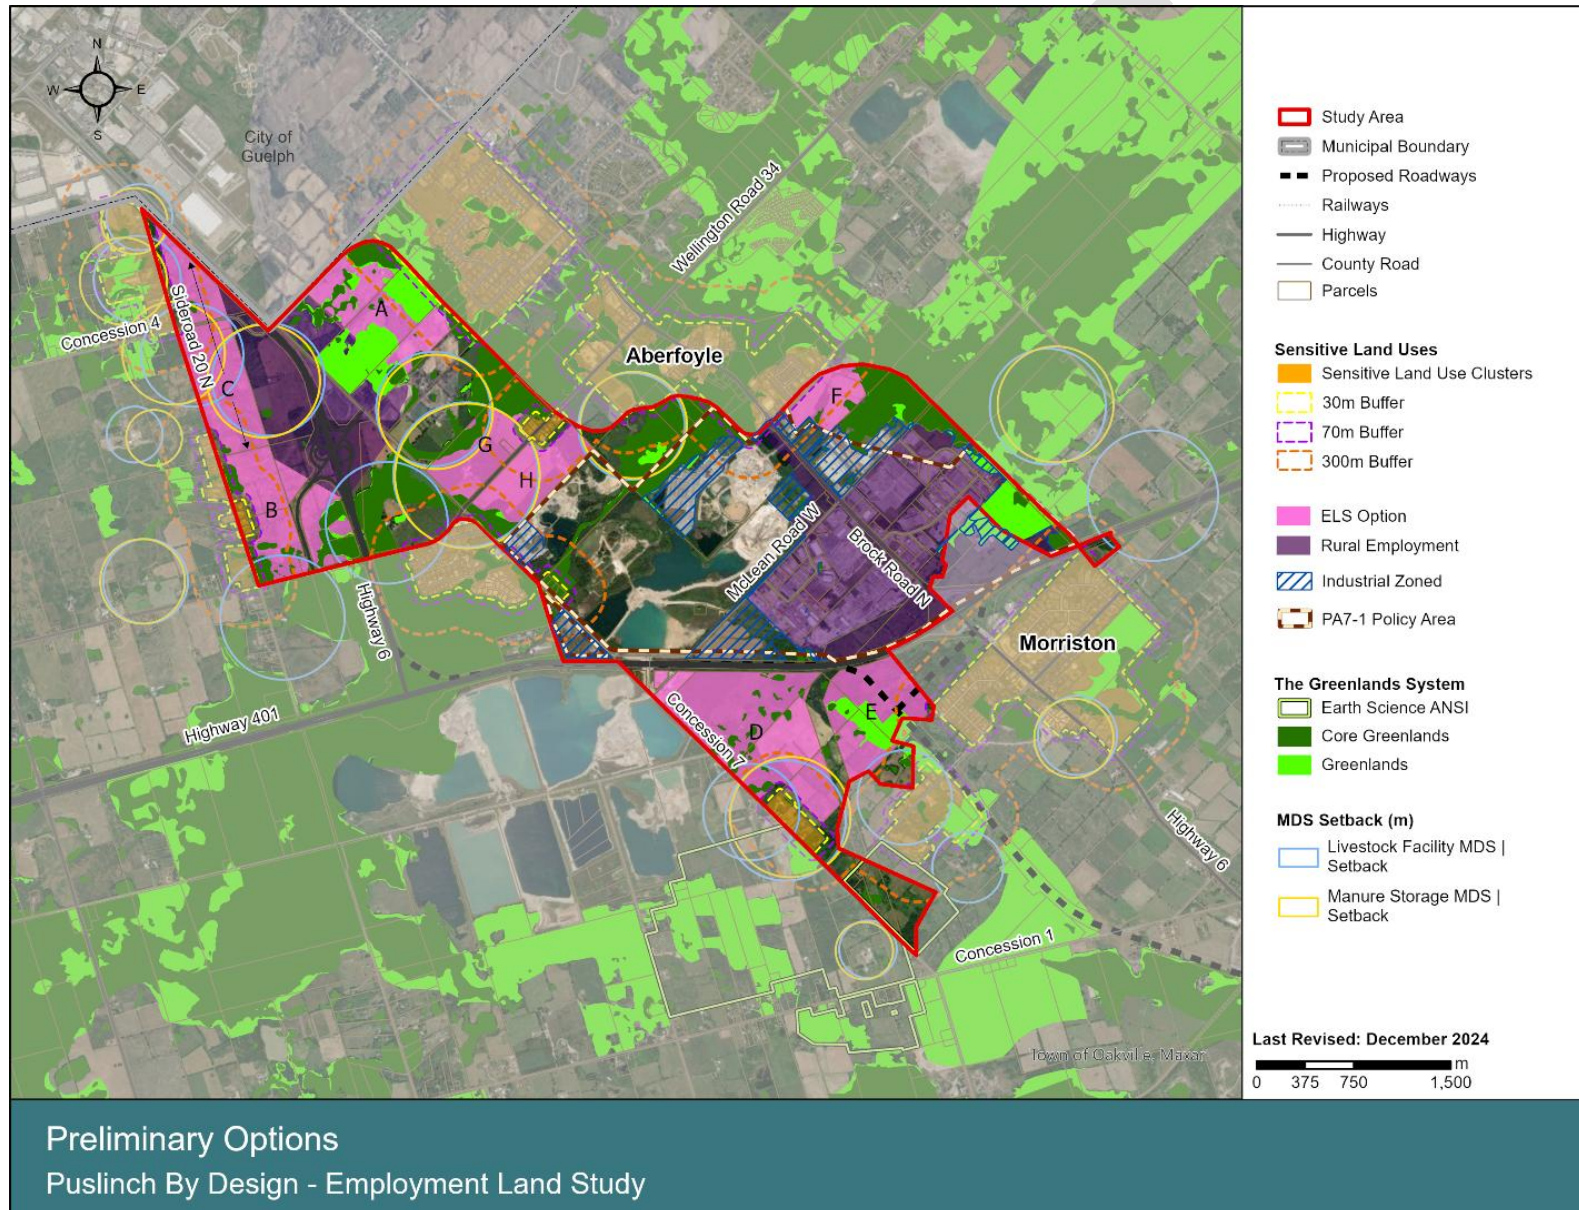 N
W
E
S
City of
Guelph
Wellington Road 34
Concession 4
Sideroad 20 N
A
C
Aberfoyle
F
G
H
B
McLean Road W
Brock Road N
Highway 6
Morriston
Highway 401
Concession 7
D
E
Highway 6
Concession 1
Town of Oakville, Maxar
Study Area
Municipal Boundary
Proposed Roadways
Railways
Highway
County Road
Parcels
Sensitive Land Uses
Sensitive Land Use Clusters
30m Buffer
70m Buffer
300m Buffer
ELS Option
Rural Employment
Industrial Zoned
PA7-1 Policy Area
The Greenlands System
Earth Science ANSI
Core Greenlands
Greenlands
MDS Setback (m)
Livestock Facility MDS |
Setback
Manure Storage MDS |
Setback
Last Revised: December 2024
m
0 375 750 1,500
Preliminary Options
Puslinch By Design - Employment Land Study